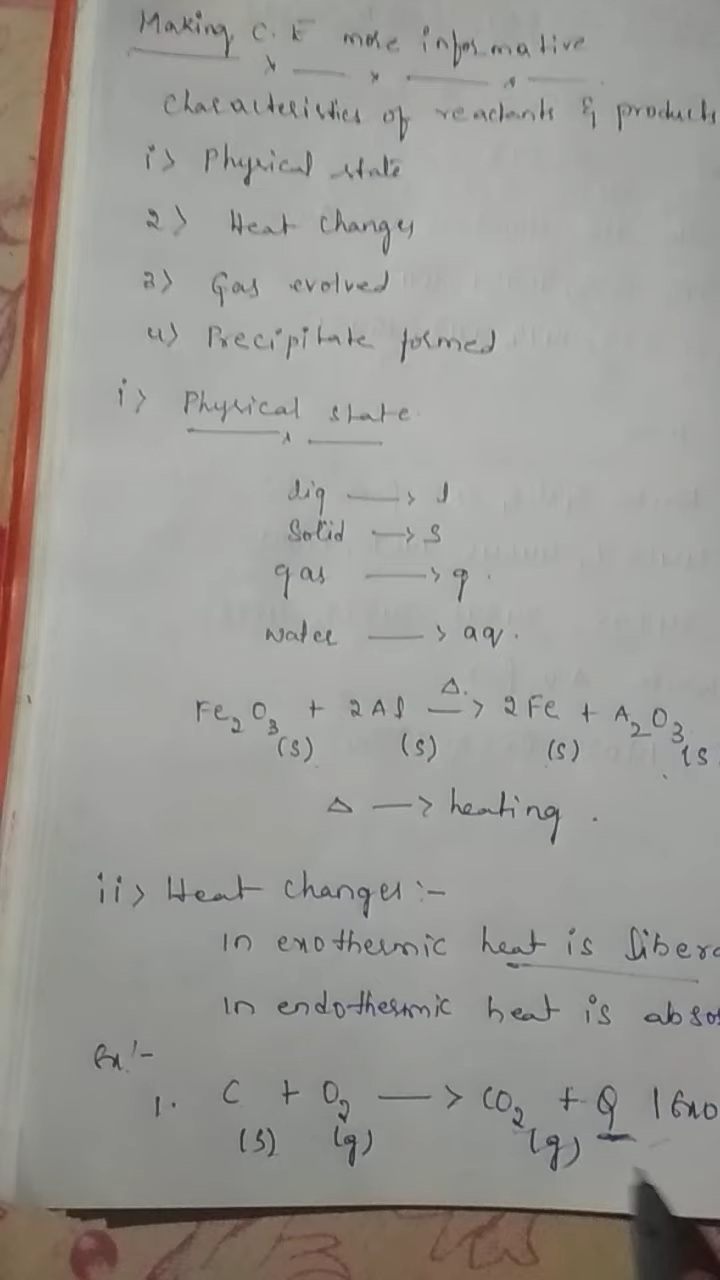 Making C.E more informative
characteristics of reactants & products
i> Physical state
2> Heat changes
3> Gas evolved
4> Precipitate formed
i> Physical state
liq —> l
Solid —> s
gas —> g.
water —> aq.
Fe2O3 + 2Al Δ. —> 2Fe + A2O3
(s) (s) (s) (s
Δ —> heating.
ii> Heat changes :-
In exothermic heat is libera
In endothermic heat is abso
Ex:-
1. C + O2 —> CO2 + Q (Exo
(s) (g) (g)